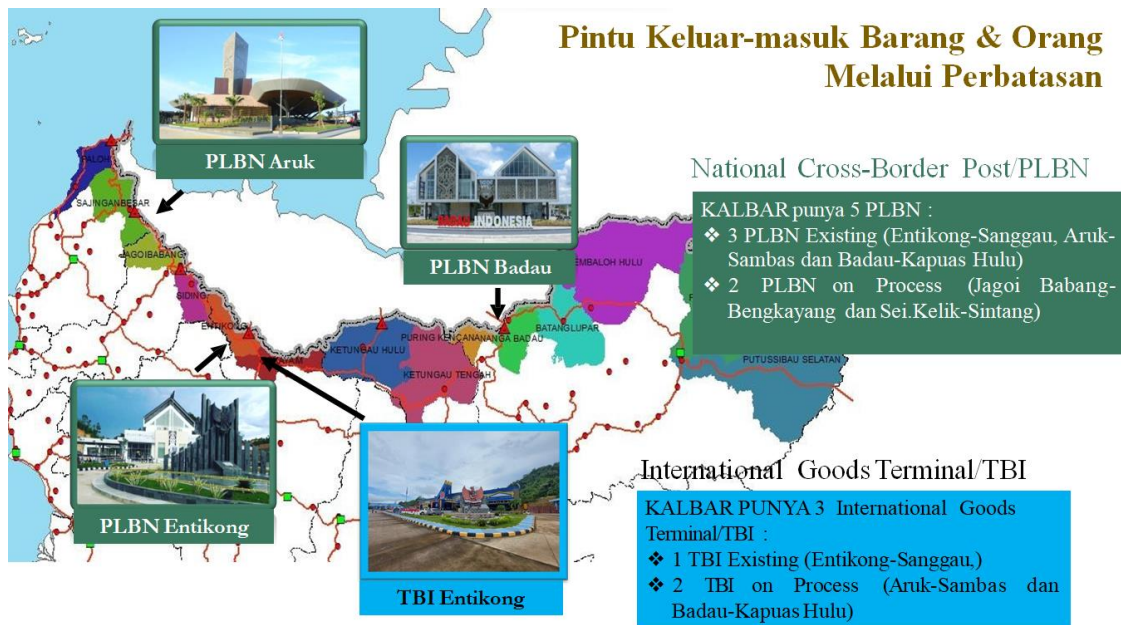 Pintu Keluar-masuk Barang & Orang
Melalui Perbatasan
PLBN Aruk
PLBN Badau
INDONESIA
National Cross-Border Post/PLBN
KALBAR punya 5 PLBN :
❖ 3 PLBN Existing (Entikong-Sanggau, Aruk-
Sambas dan Badau-Kapuas Hulu)
❖ 2 PLBN on Process (Jagoi Babang-
Bengkayang dan Sei.Kelik-Sintang)
PALOH
SAJINGANBESAR
JAGOIBABANG
SIDING
ENTIKONG
KETUNGAU HULU
PURING KENCANA
NANGA BADAU
BATANGLUPAR
EMBALOH HULU
KETUNGAU TENGAH
PUTUSSIBAU SELATAN
PLBN Entikong
TBI Entikong
International Goods Terminal/TBI
KALBAR PUNYA 3 International Goods
Terminal/TBI :
❖ 1 TBI Existing (Entikong-Sanggau,)
❖ 2 TBI on Process (Aruk-Sambas dan
Badau-Kapuas Hulu)